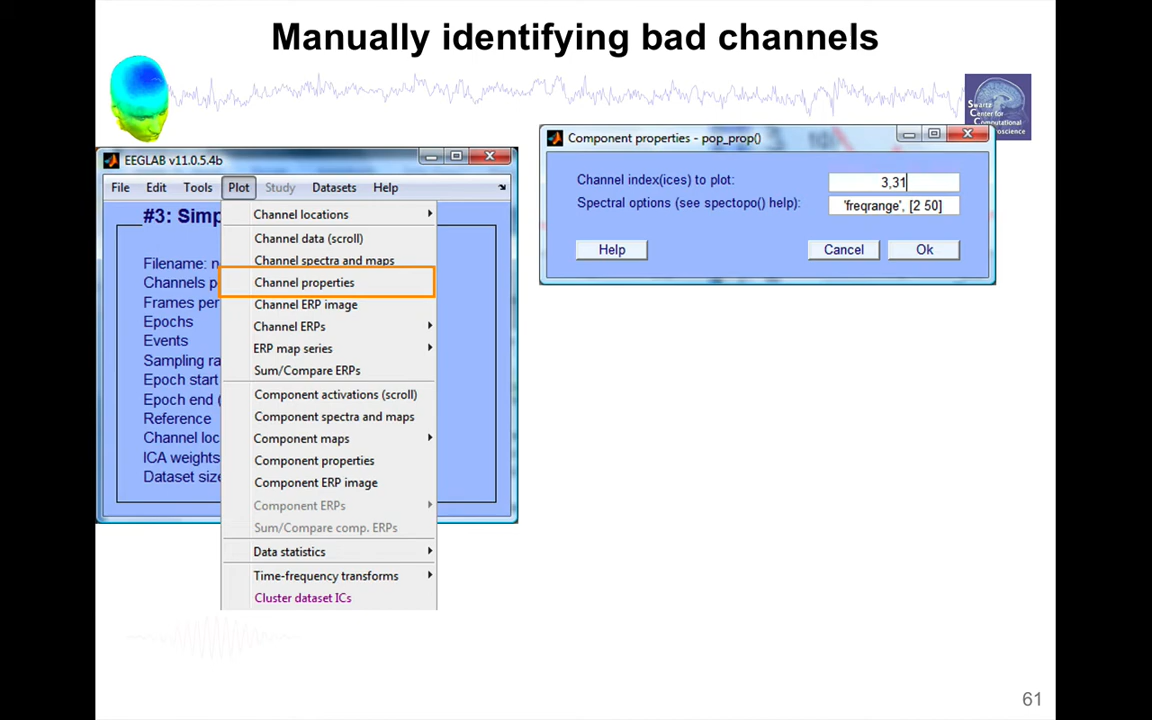 Manually identifying bad channels
Swartz
Center for
Computational
Neuroscience
EEGLAB v11.0.5.4b
File Edit Tools Plot Study Datasets Help
#3: Simp
Filename: n
Channels p
Frames per
Epochs
Events
Sampling ra
Epoch start
Epoch end (
Reference
Channel loc
ICA weights
Dataset size
Channel locations
Channel data (scroll)
Channel spectra and maps
Channel properties
Channel ERP image
Channel ERPs
ERP map series
Sum/Compare ERPs
Component activations (scroll)
Component spectra and maps
Component maps
Component properties
Component ERP image
Component ERPs
Sum/Compare comp. ERPs
Data statistics
Time-frequency transforms
Cluster dataset ICs
Component properties - pop_prop()
Channel index(ices) to plot: 3,31
Spectral options (see spectopo() help): 'freqrange', [2 50]
Help Cancel Ok
61